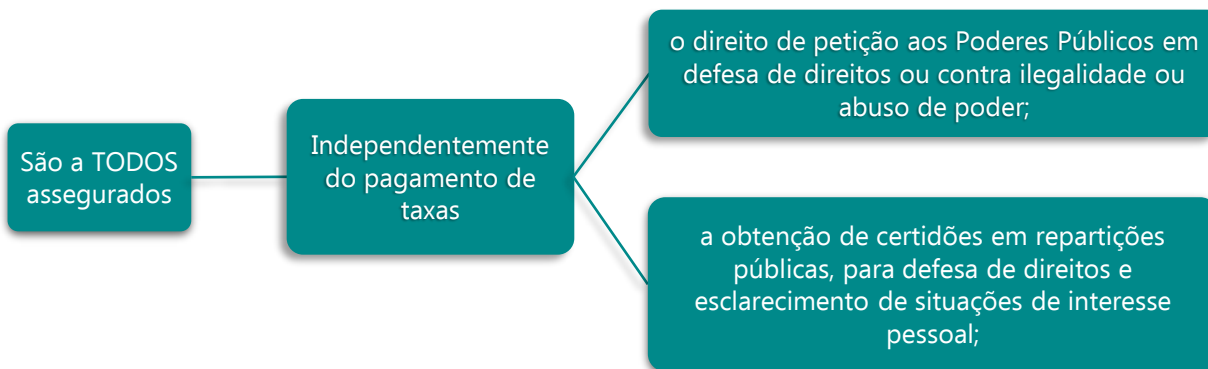 São a TODOS
assegurados
Independentemente
do pagamento de
taxas
o direito de petição aos Poderes Públicos em
defesa de direitos ou contra ilegalidade ou
abuso de poder;
a obtenção de certidões em repartições
públicas, para defesa de direitos e
esclarecimento de situações de interesse
pessoal;